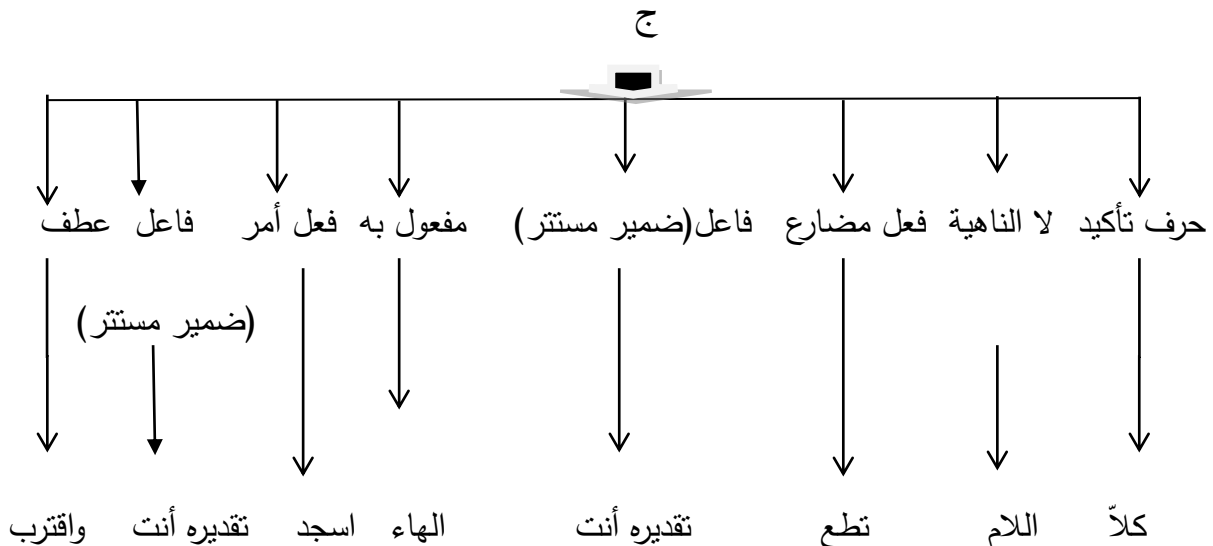 ج
حرف تأكيد لا الناهية فعل مضارع فاعل(ضمير مستتر) مفعول به فعل أمر فاعل عطف
(ضمير مستتر)
كلاّ اللام تطع تقديره أنت الهاء اسجد تقديره أنت واقترب